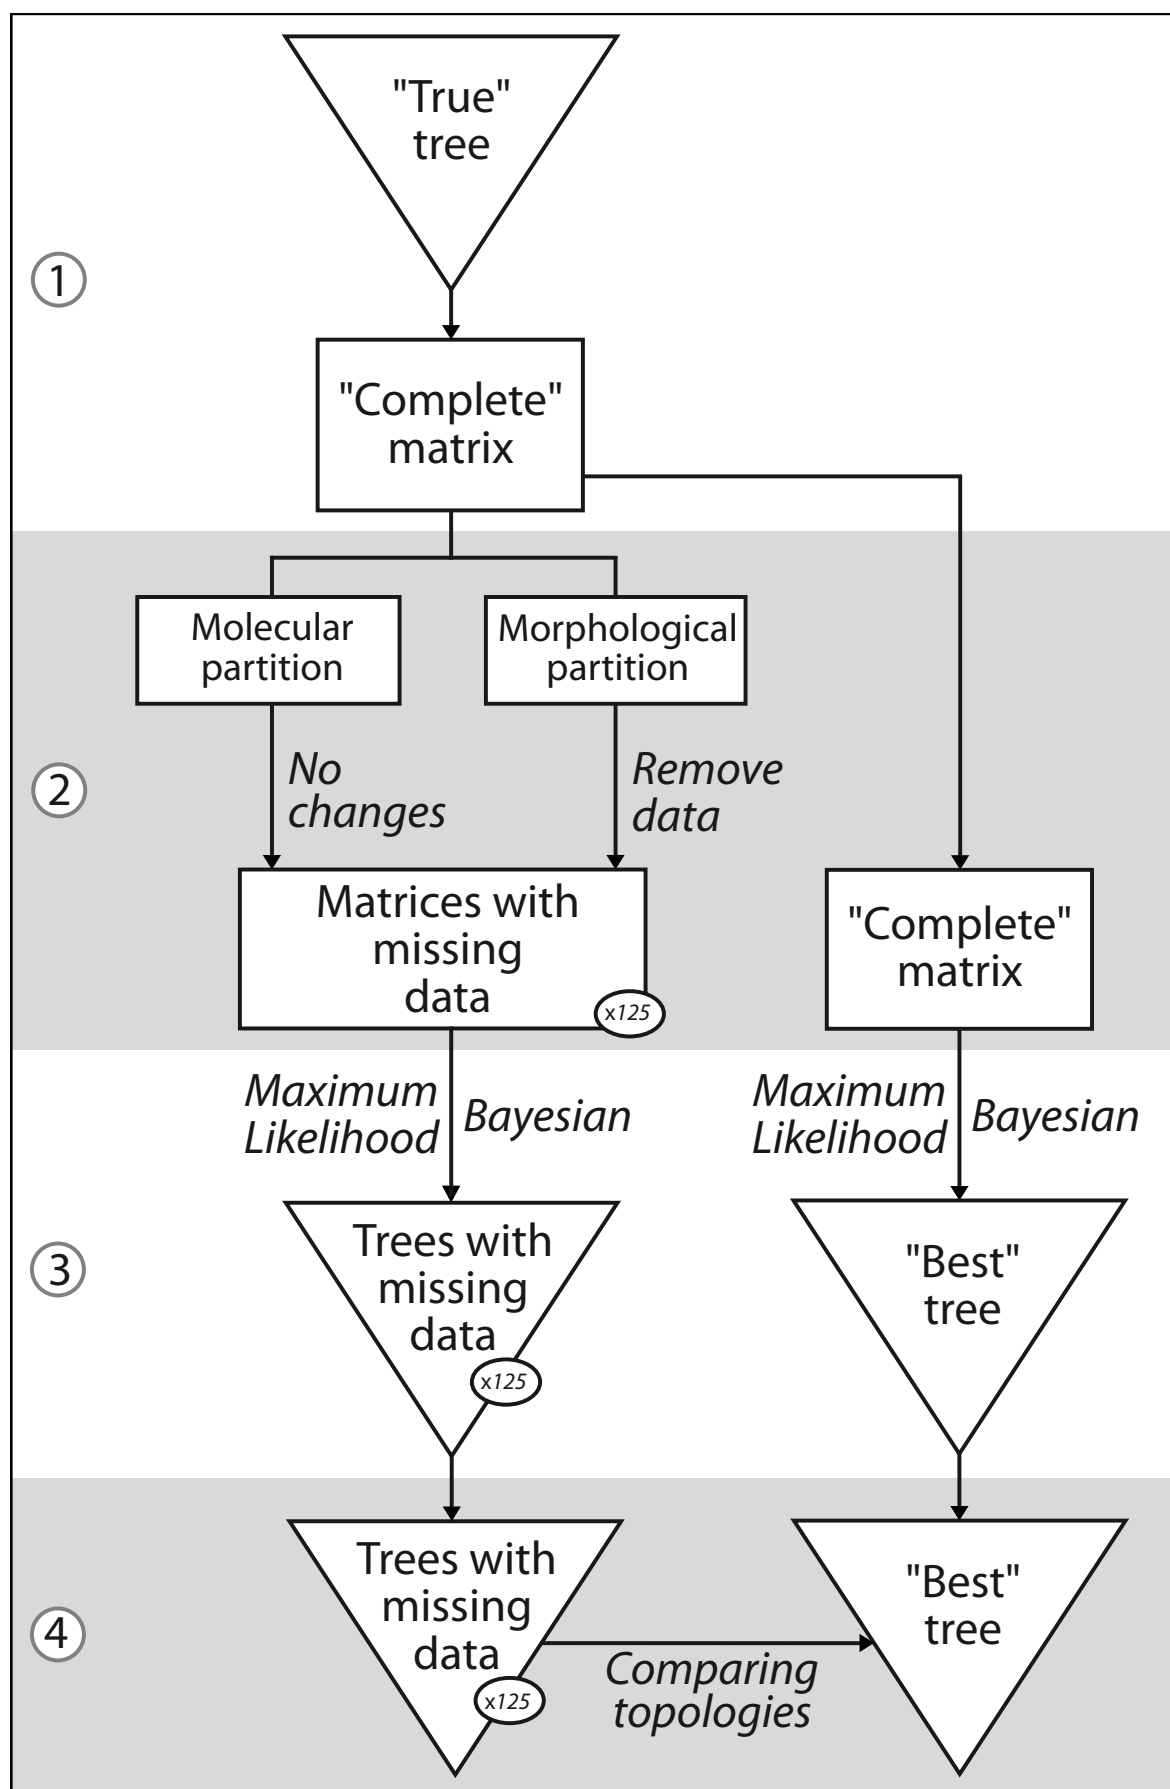 "True"
tree
1
"Complete"
matrix
Molecular
partition
Morphological
partition
2
No
changes
Remove
data
Matrices with
missing
data
x125
"Complete"
matrix
Maximum
Likelihood
Bayesian
Maximum
Likelihood
Bayesian
3
Trees with
missing
data
x125
"Best"
tree
4
Trees with
missing
data
x125
Comparing
topologies
"Best"
tree